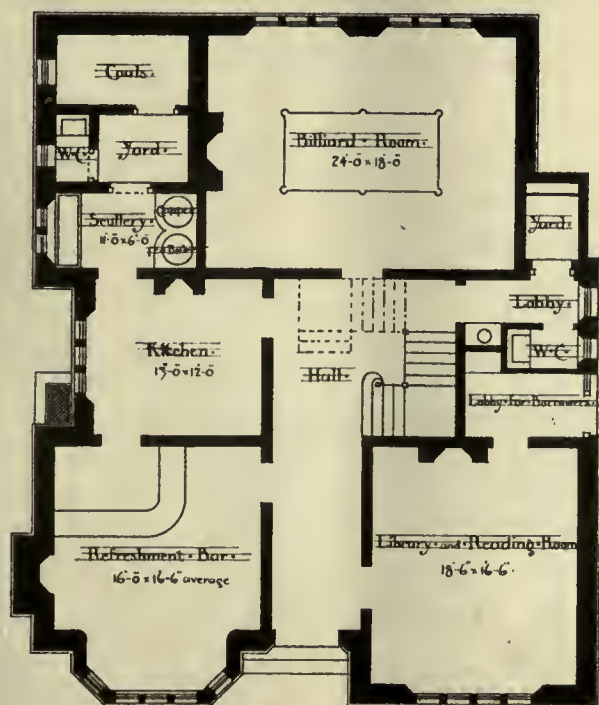 Coals.
W.C.
Yard.
Billiard · Room.
24-0 × 18-0
Scullery.
11-0 × 6-0
Copper
Yard.
Lobby.
Kitchen.
15-0 × 12-0
Hall.
W.C.
Lobby · for · Borrowers.
Refreshment · Bar.
16-0 × 16-6 average
Library · and · Reading · Room
18-6 × 16-6.